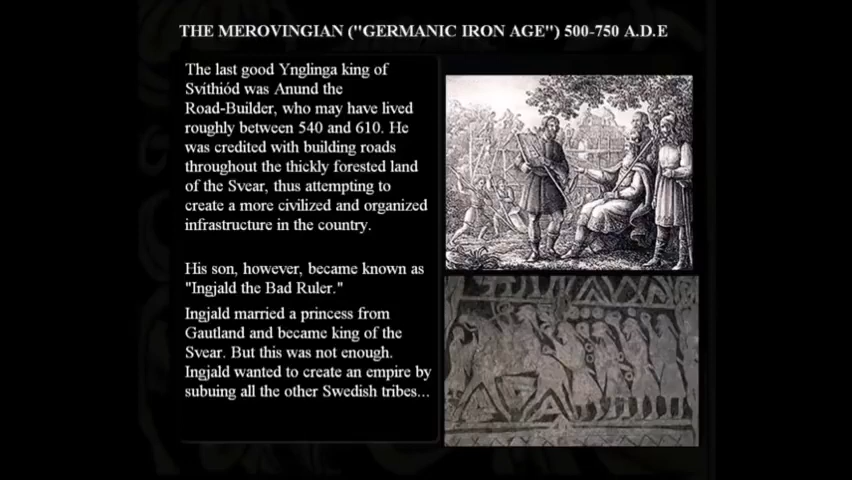 THE MEROVINGIAN ("GERMANIC IRON AGE") 500-750 A.D.E
The last good Ynglinga king of
Svíthiód was Anund the
Road-Builder, who may have lived
roughly between 540 and 610. He
was credited with building roads
throughout the thickly forested land
of the Svear, thus attempting to
create a more civilized and organized
infrastructure in the country.
His son, however, became known as
"Ingjald the Bad Ruler."
Ingjald married a princess from
Gautland and became king of the
Svear. But this was not enough.
Ingjald wanted to create an empire by
subuing all the other Swedish tribes...